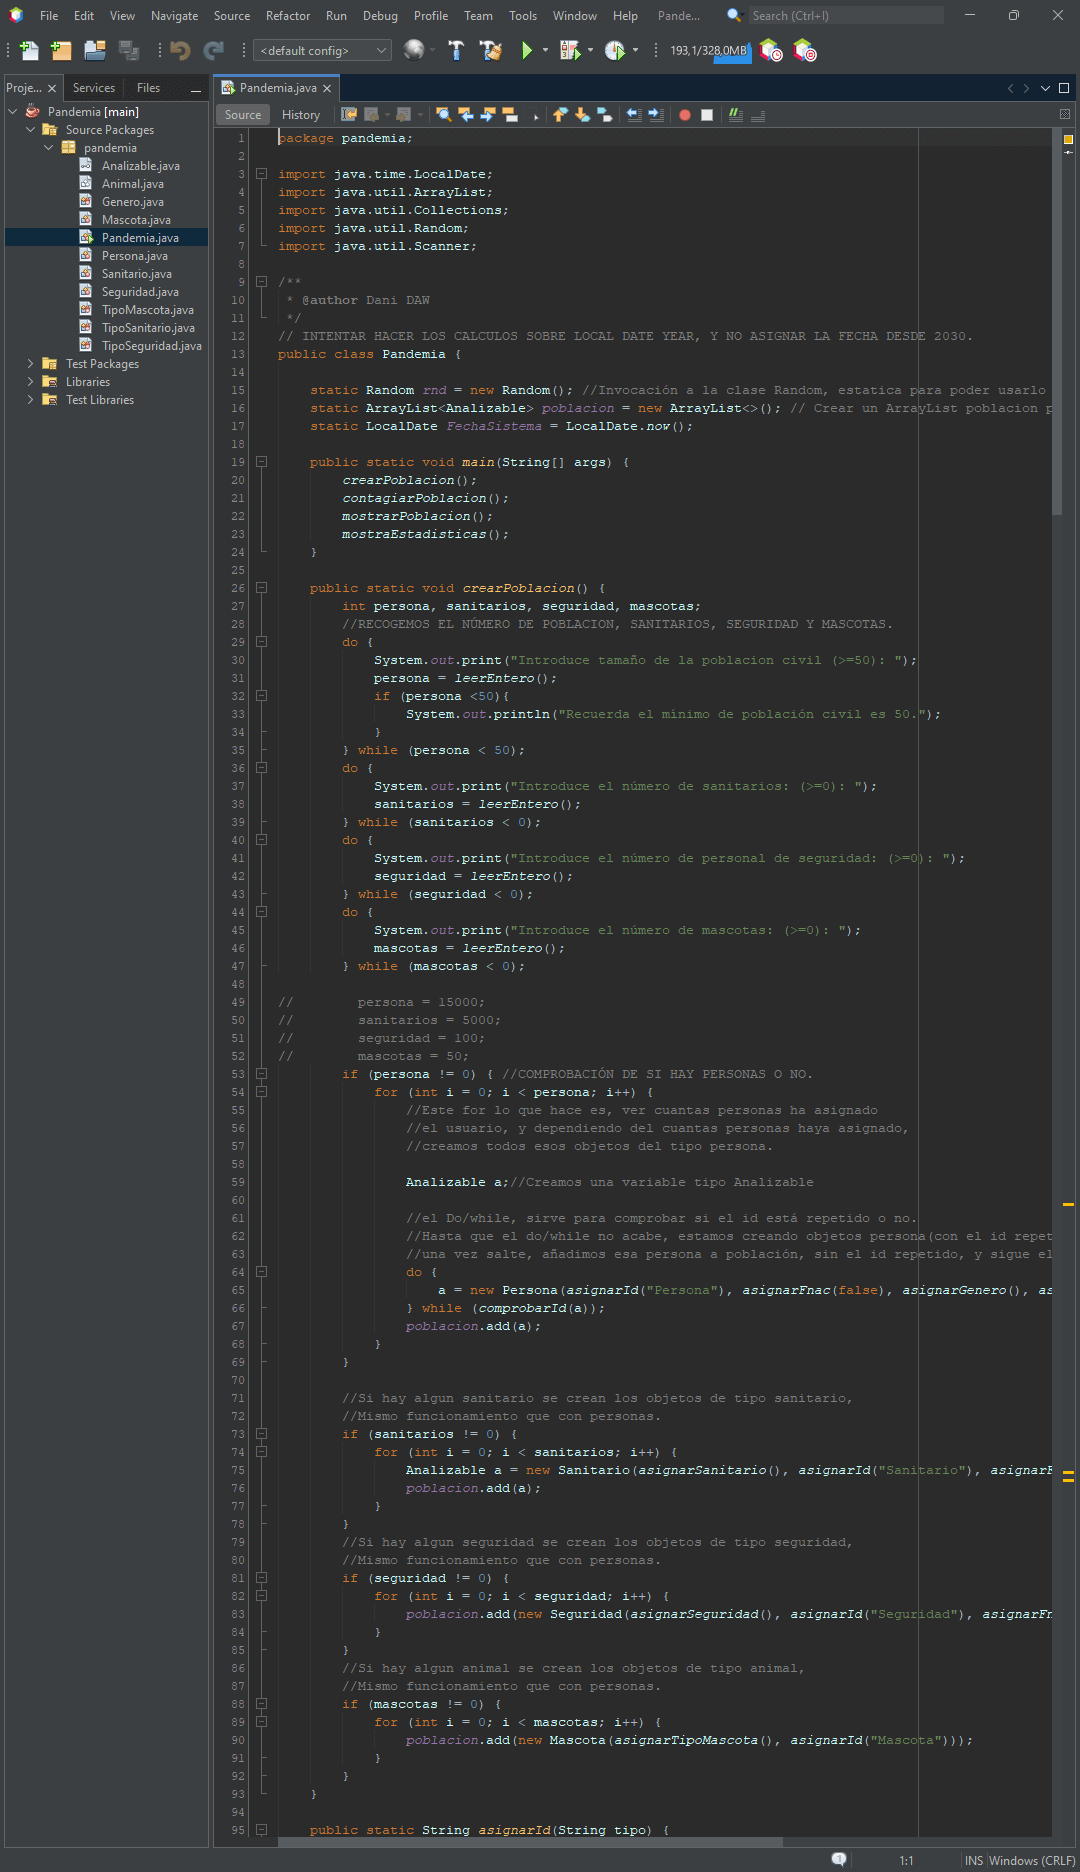 File Edit View Navigate Source Refactor Run Debug Profile Team Tools Window Help Pande... Search (Ctrl+I)
<default config> 193,1/328,0MB
Proje... Services Files
Pandemia [main]
Source Packages
pandemia
Analizable.java
Animal.java
Genero.java
Mascota.java
Pandemia.java
Persona.java
Sanitario.java
Seguridad.java
TipoMascota.java
TipoSanitario.java
TipoSeguridad.java
Test Packages
Libraries
Test Libraries
Pandemia.java
Source History
1 package pandemia;
2
3 import java.time.LocalDate;
4 import java.util.ArrayList;
5 import java.util.Collections;
6 import java.util.Random;
7 import java.util.Scanner;
8
9 /**
10 * @author Dani DAW
11 */
12 // INTENTAR HACER LOS CALCULOS SOBRE LOCAL DATE YEAR, Y NO ASIGNAR LA FECHA DESDE 2030.
13 public class Pandemia {
14
15 static Random rnd = new Random(); //Invocación a la clase Random, estatica para poder usarlo
16 static ArrayList<Analizable> poblacion = new ArrayList<>(); // Crear un ArrayList poblacion p
17 static LocalDate FechaSistema = LocalDate.now();
18
19 public static void main(String[] args) {
20 crearPoblacion();
21 contagiarPoblacion();
22 mostrarPoblacion();
23 mostraEstadisticas();
24 }
25
26 public static void crearPoblacion() {
27 int persona, sanitarios, seguridad, mascotas;
28 //RECOGEMOS EL NÚMERO DE POBLACION, SANITARIOS, SEGURIDAD Y MASCOTAS.
29 do {
30 System.out.print("Introduce tamaño de la poblacion civil (>=50): ");
31 persona = leerEntero();
32 if (persona <50){
33 System.out.println("Recuerda el mínimo de población civil es 50.");
34 }
35 } while (persona < 50);
36 do {
37 System.out.print("Introduce el número de sanitarios: (>=0): ");
38 sanitarios = leerEntero();
39 } while (sanitarios < 0);
40 do {
41 System.out.print("Introduce el número de personal de seguridad: (>=0): ");
42 seguridad = leerEntero();
43 } while (seguridad < 0);
44 do {
45 System.out.print("Introduce el número de mascotas: (>=0): ");
46 mascotas = leerEntero();
47 } while (mascotas < 0);
48
49 // persona = 15000;
50 // sanitarios = 5000;
51 // seguridad = 100;
52 // mascotas = 50;
53 if (persona != 0) { //COMPROBACIÓN DE SI HAY PERSONAS O NO.
54 for (int i = 0; i < persona; i++) {
55 //Este for lo que hace es, ver cuantas personas ha asignado
56 //el usuario, y dependiendo del cuantas personas haya asignado,
57 //creamos todos esos objetos del tipo persona.
58
59 Analizable a;//Creamos una variable tipo Analizable
60
61 //el Do/while, sirve para comprobar si el id está repetido o no.
62 //Hasta que el do/while no acabe, estamos creando objetos persona(con el id repet
63 //una vez salte, añadimos esa persona a población, sin el id repetido, y sigue el
64 do {
65 a = new Persona(asignarId("Persona"), asignarFnac(false), asignarGenero(), as
66 } while (comprobarId(a));
67 poblacion.add(a);
68 }
69 }
70
71 //Si hay algun sanitario se crean los objetos de tipo sanitario,
72 //Mismo funcionamiento que con personas.
73 if (sanitarios != 0) {
74 for (int i = 0; i < sanitarios; i++) {
75 Analizable a = new Sanitario(asignarSanitario(), asignarId("Sanitario"), asignarF
76 poblacion.add(a);
77 }
78 }
79 //Si hay algun seguridad se crean los objetos de tipo seguridad,
80 //Mismo funcionamiento que con personas.
81 if (seguridad != 0) {
82 for (int i = 0; i < seguridad; i++) {
83 poblacion.add(new Seguridad(asignarSeguridad(), asignarId("Seguridad"), asignarFn
84 }
85 }
86 //Si hay algun animal se crean los objetos de tipo animal,
87 //Mismo funcionamiento que con personas.
88 if (mascotas != 0) {
89 for (int i = 0; i < mascotas; i++) {
90 poblacion.add(new Mascota(asignarTipoMascota(), asignarId("Mascota")));
91 }
92 }
93 }
94
95 public static String asignarId(String tipo) {
1:1 INS Windows (CRLF)